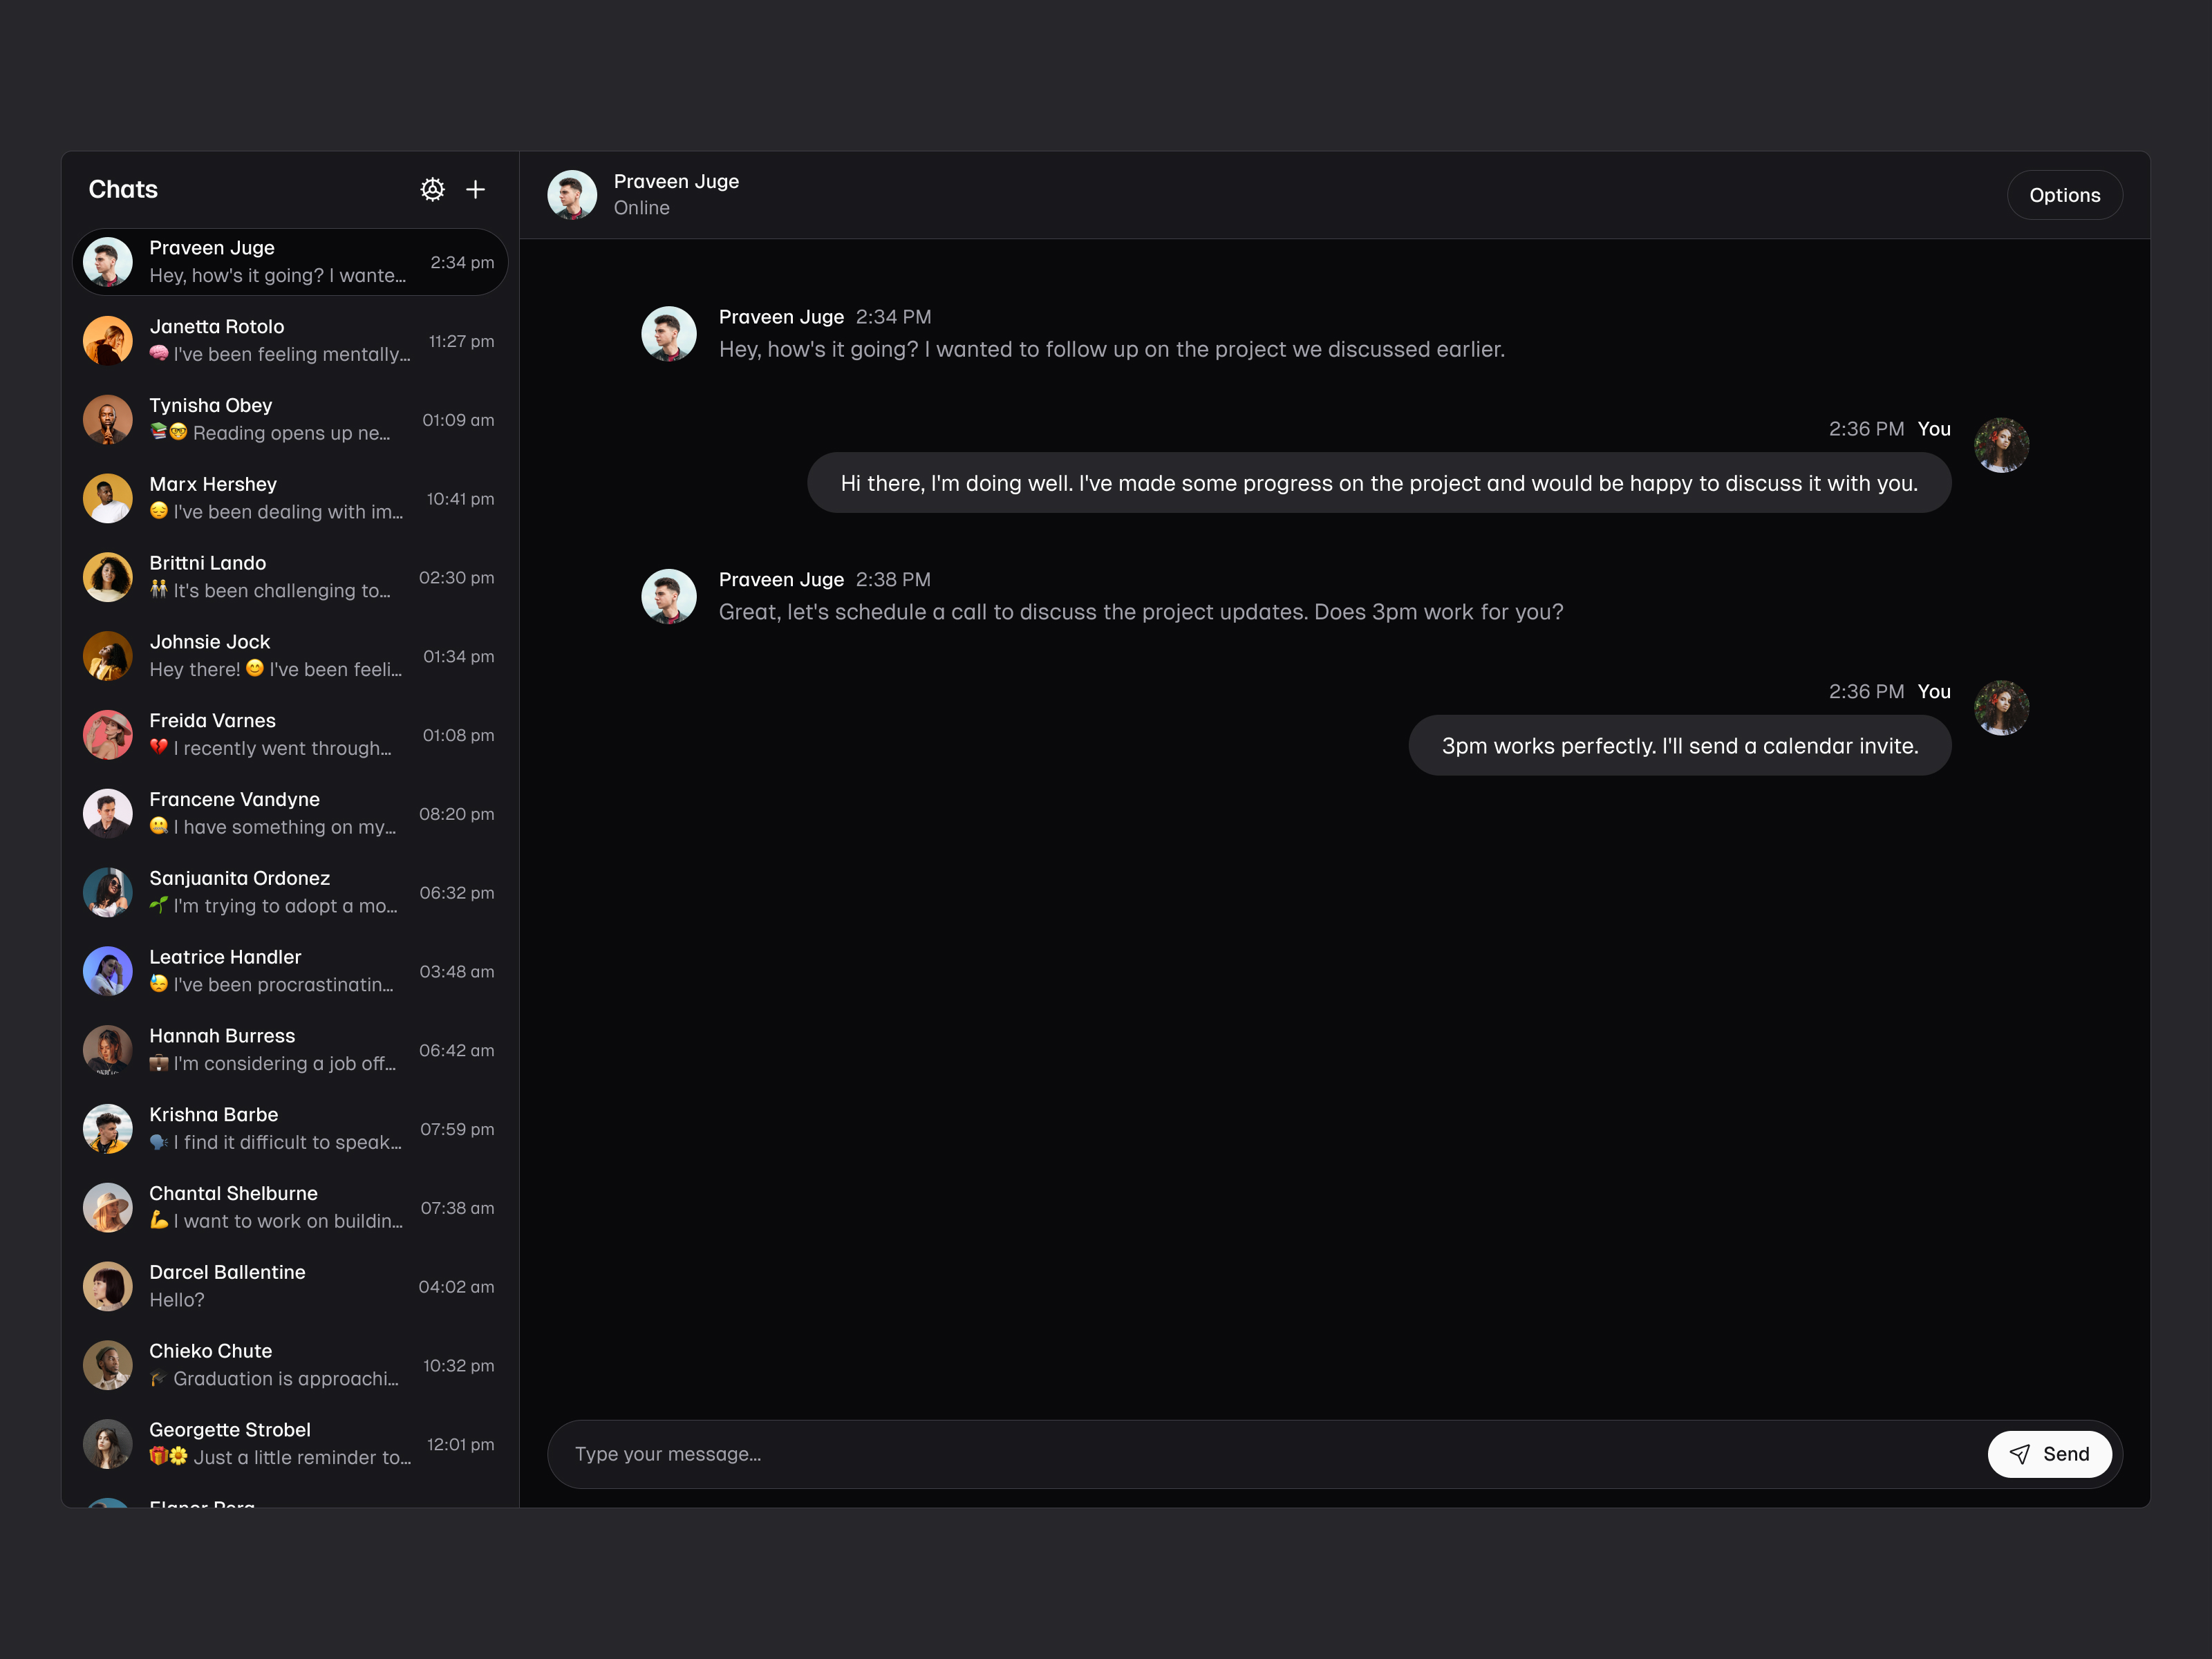 Chats
Praveen Juge
Hey, how's it going? I wante...
2:34 pm
Janetta Rotolo
🧠 I've been feeling mentally...
11:27 pm
Tynisha Obey
📚🤓 Reading opens up ne...
01:09 am
Marx Hershey
😔 I've been dealing with im...
10:41 pm
Brittni Lando
👬 It's been challenging to...
02:30 pm
Johnsie Jock
Hey there! 😊 I've been feeli...
01:34 pm
Freida Varnes
💔 I recently went through...
01:08 pm
Francene Vandyne
🤐 I have something on my...
08:20 pm
Sanjuanita Ordonez
🌱 I'm trying to adopt a mo...
06:32 pm
Leatrice Handler
😓 I've been procrastinatin...
03:48 am
Hannah Burress
💼 I'm considering a job off...
06:42 am
Krishna Barbe
🗣️ I find it difficult to speak...
07:59 pm
Chantal Shelburne
💪 I want to work on buildin...
07:38 am
Darcel Ballentine
Hello?
04:02 am
Chieko Chute
🎓 Graduation is approachi...
10:32 pm
Georgette Strobel
🎁🌼 Just a little reminder to...
12:01 pm
Praveen Juge
Online
Options
Praveen Juge 2:34 PM
Hey, how's it going? I wanted to follow up on the project we discussed earlier.
2:36 PM You
Hi there, I'm doing well. I've made some progress on the project and would be happy to discuss it with you.
Praveen Juge 2:38 PM
Great, let's schedule a call to discuss the project updates. Does 3pm work for you?
2:36 PM You
3pm works perfectly. I'll send a calendar invite.
Type your message...
Send